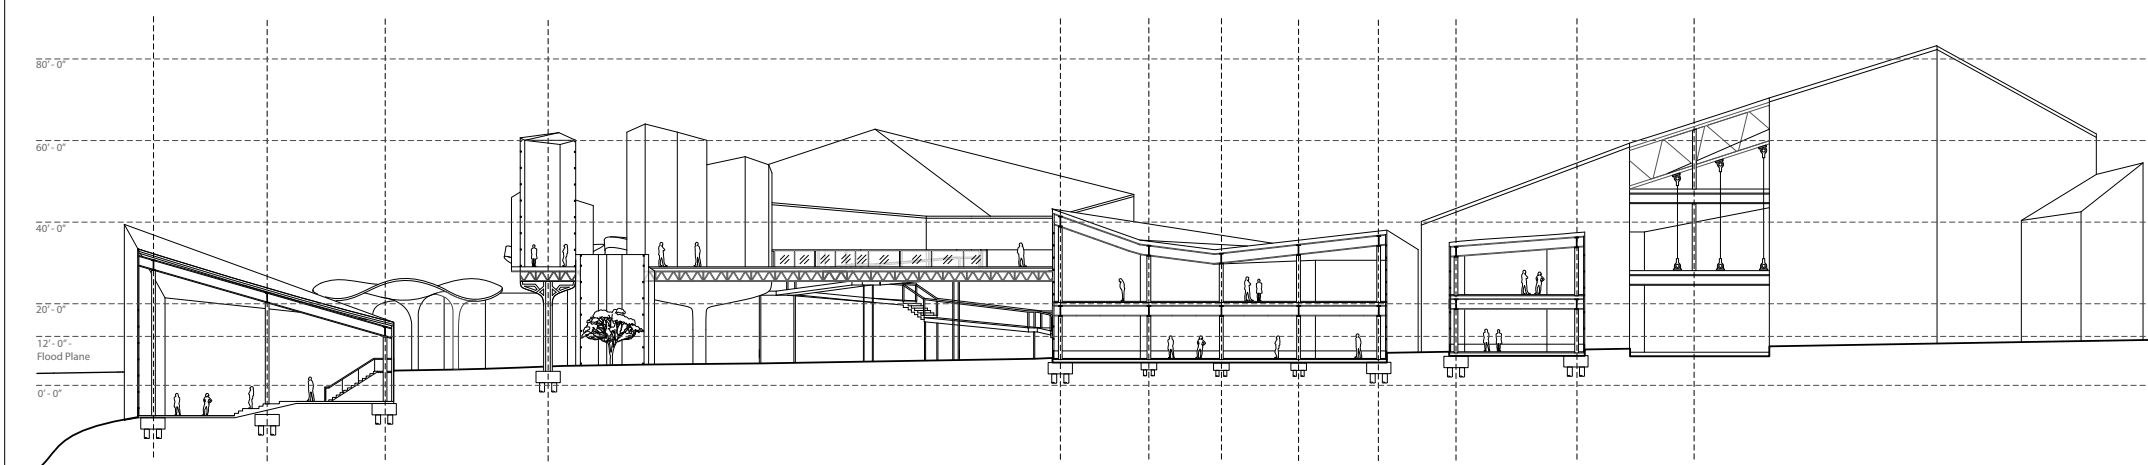 80' - 0"
60' - 0"
40' - 0"
20' - 0"
12' - 0" -
Flood Plane
0' - 0"